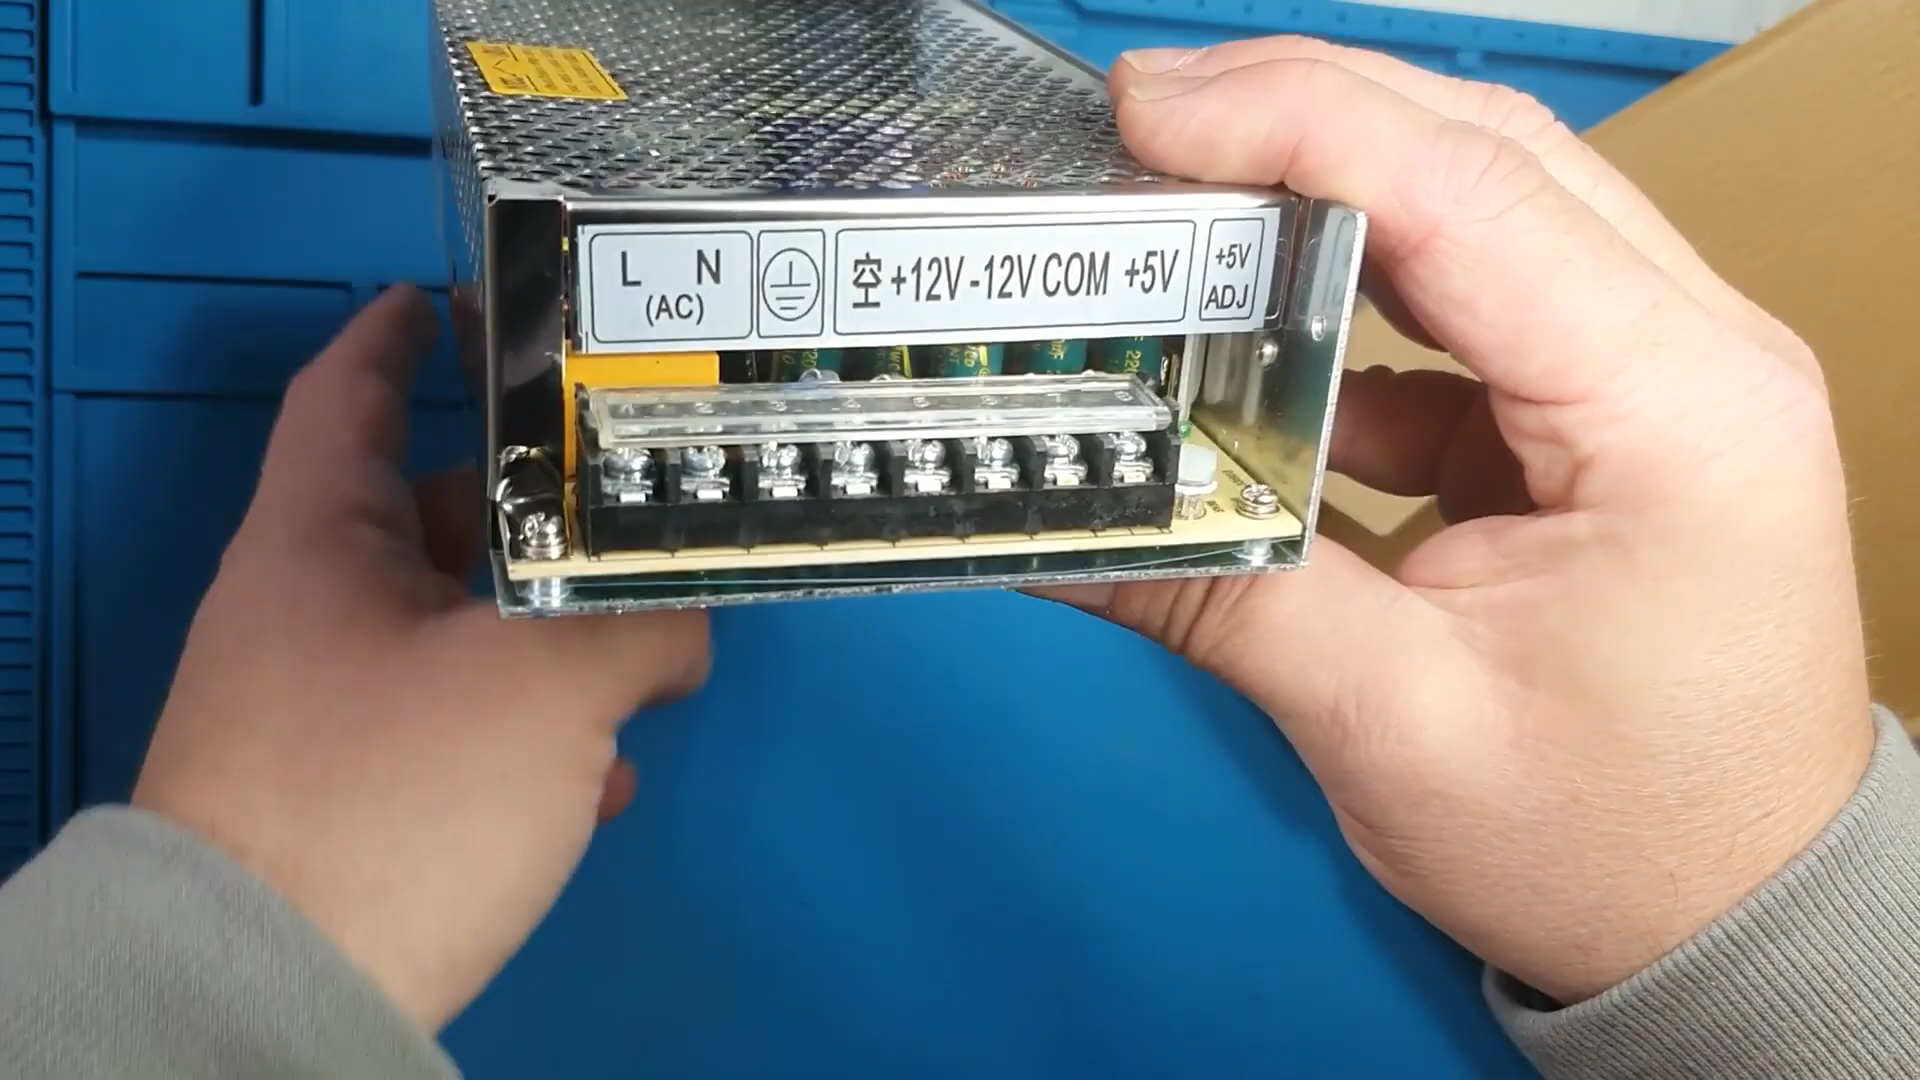 L N
(AC)
空 +12V -12V COM +5V
+5V
ADJ